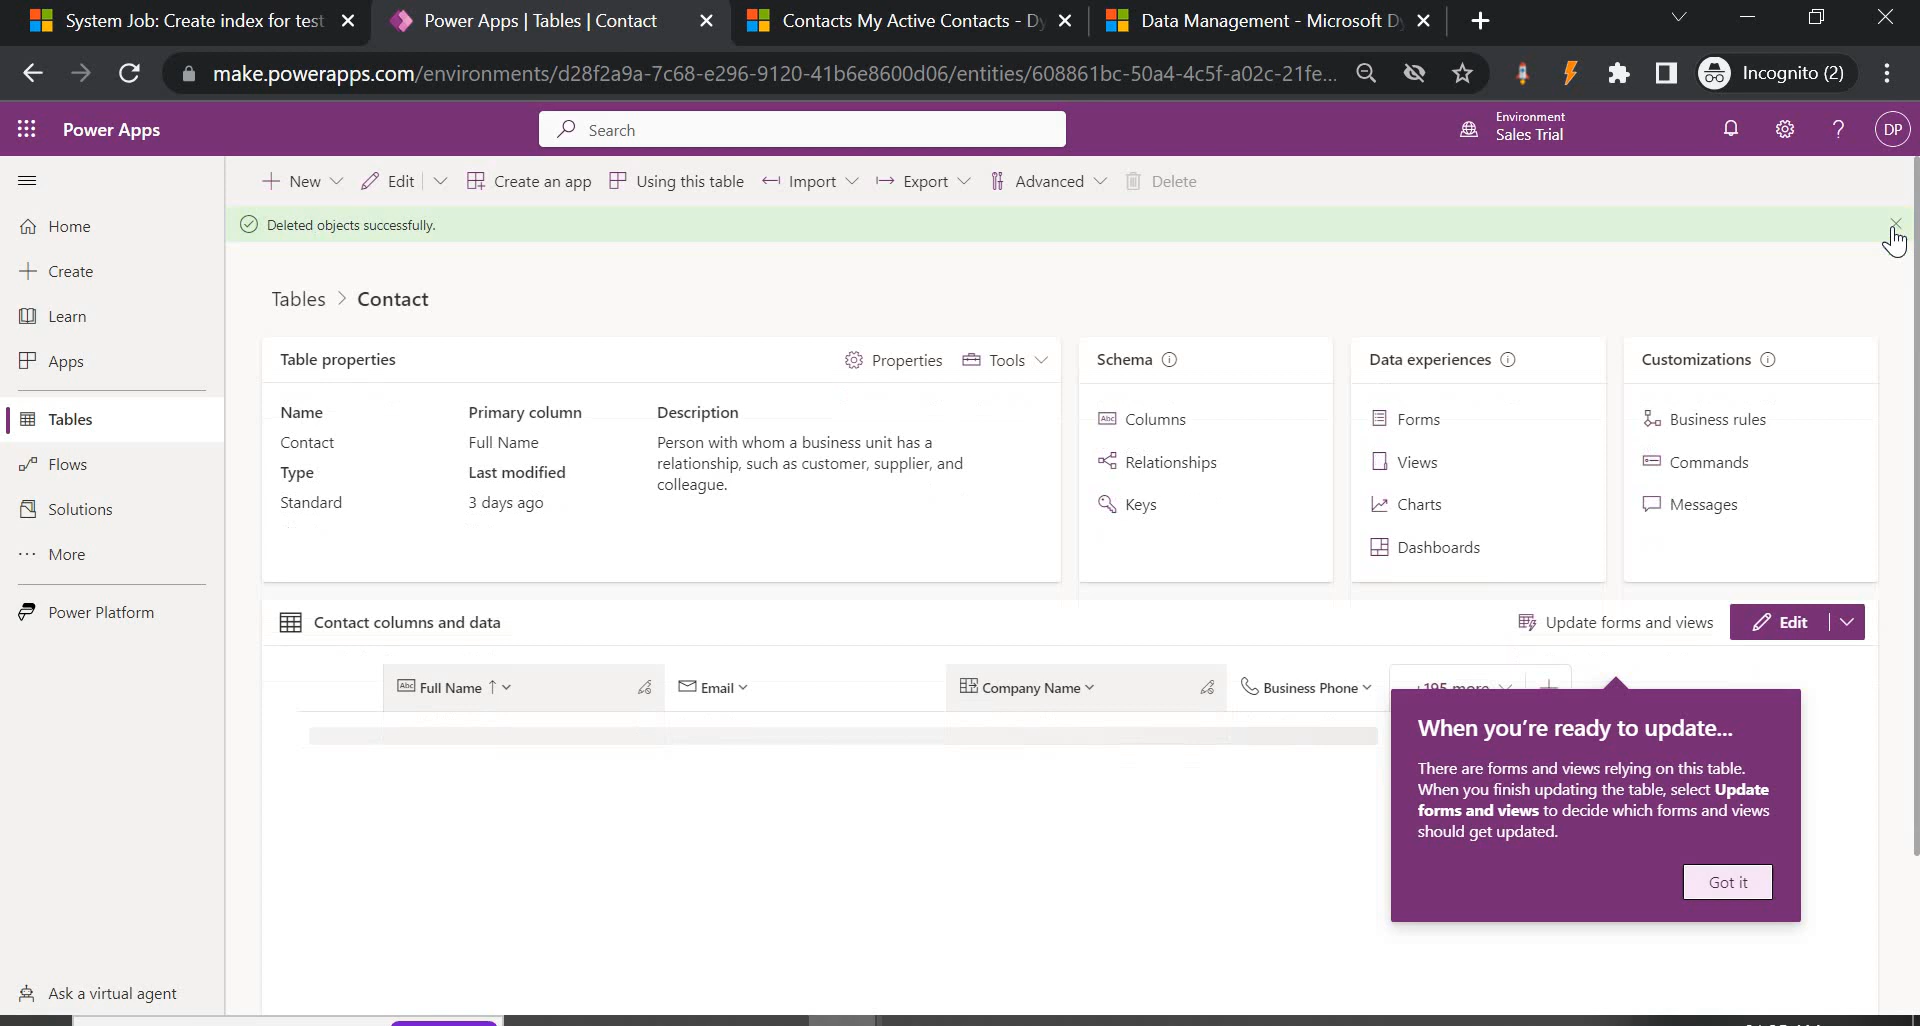 System Job: Create index for test
Power Apps | Tables | Contact
Contacts My Active Contacts - Dy
Data Management - Microsoft Dy
make.powerapps.com/environments/d28f2a9a-7c68-e296-9120-41b6e8600d06/entities/608861bc-50a4-4c5f-a02c-21fe...
Incognito (2)
Power Apps
Search
Environment
Sales Trial
DP
New
Edit
Create an app
Using this table
Import
Export
Advanced
Delete
Deleted objects successfully.
Home
Create
Learn
Apps
Tables
Flows
Solutions
More
Power Platform
Ask a virtual agent
Tables > Contact
Table properties
Properties
Tools
Name
Contact
Type
Standard
Primary column
Full Name
Last modified
3 days ago
Description
Person with whom a business unit has a
relationship, such as customer, supplier, and
colleague.
Schema
Columns
Relationships
Keys
Data experiences
Forms
Views
Charts
Dashboards
Customizations
Business rules
Commands
Messages
Contact columns and data
Update forms and views
Edit
Abc Full Name
Email
Company Name
Business Phone
+195 more
When you're ready to update...
There are forms and views relying on this table.
When you finish updating the table, select Update
forms and views to decide which forms and views
should get updated.
Got it